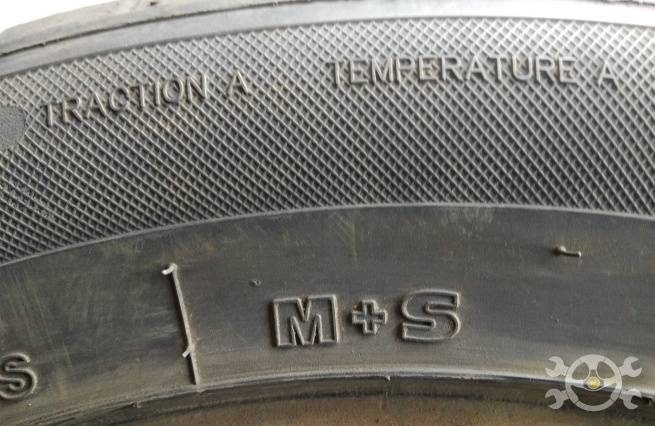 TRACTION A TEMPERATURE A
S M+S